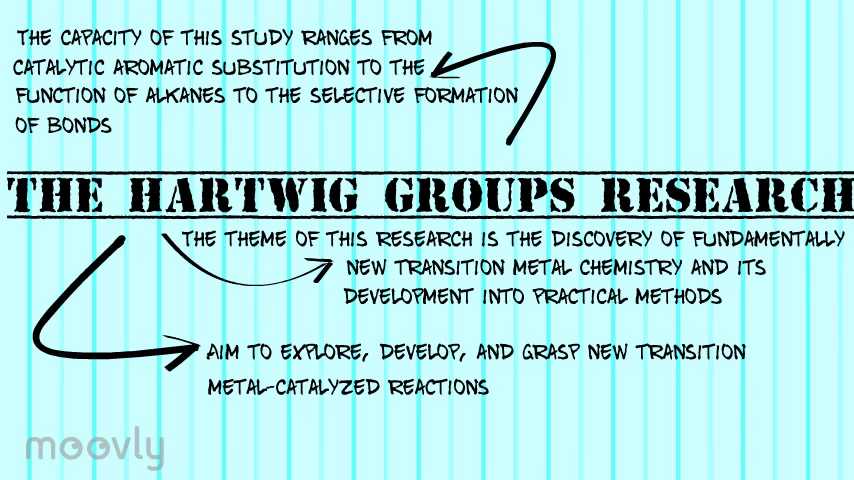 THE CAPACITY OF THIS STUDY RANGES FROM
CATALYTIC AROMATIC SUBSTITUTION TO THE
FUNCTION OF ALKANES TO THE SELECTIVE FORMATION
OF BONDS
THE HARTWIG GROUPS RESEARCH
THE THEME OF THIS RESEARCH IS THE DISCOVERY OF FUNDAMENTALLY
NEW TRANSITION METAL CHEMISTRY AND ITS
DEVELOPMENT INTO PRACTICAL METHODS
AIM TO EXPLORE, DEVELOP, AND GRASP NEW TRANSITION
METAL-CATALYZED REACTIONS
moovly